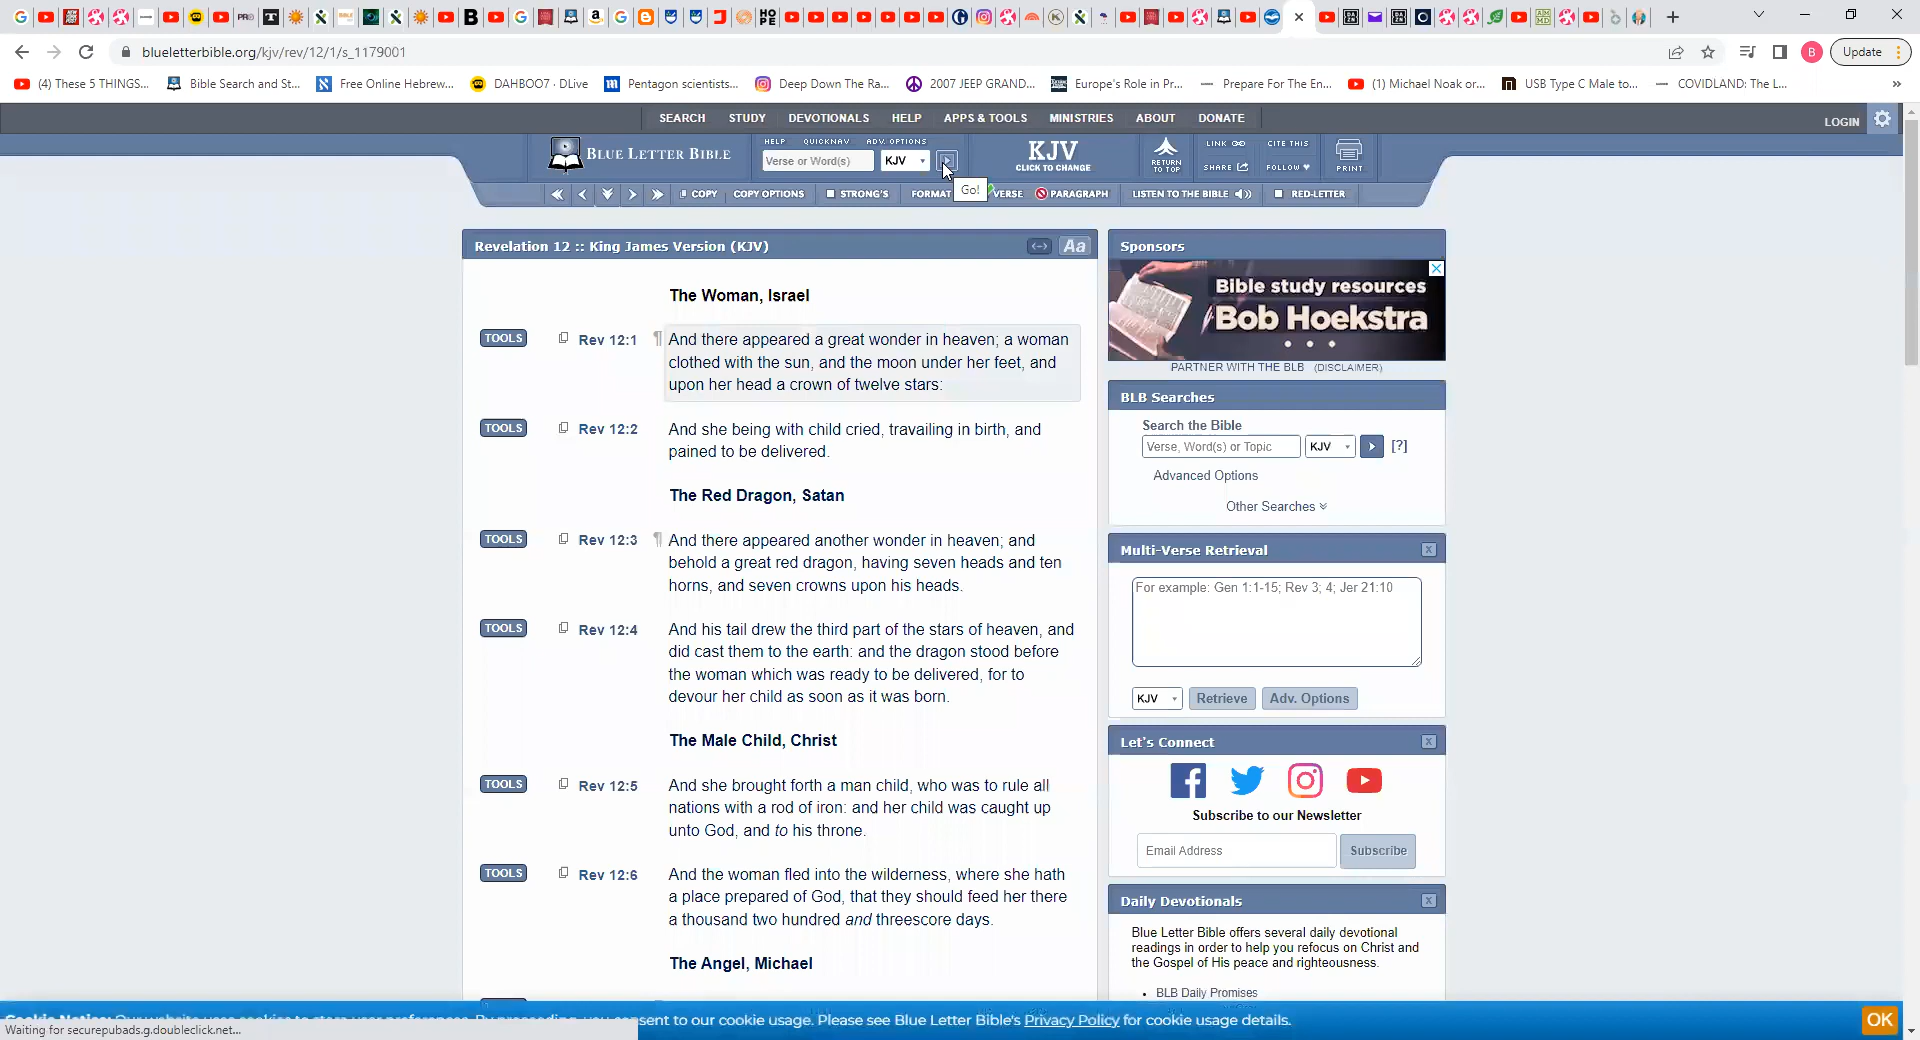 blueletterbible.org/kjv/rev/12/1/s_1179001
Update
B
(4) These 5 THINGS...
Bible Search and St...
Free Online Hebrew...
DAHBOO7 · DLive
Pentagon scientists...
Deep Down The Ra...
2007 JEEP GRAND...
Europe's Role in Pr...
Prepare For The En...
(1) Michael Noak or...
USB Type C Male to...
COVIDLAND: The L...
SEARCH STUDY DEVOTIONALS HELP APPS & TOOLS MINISTRIES ABOUT DONATE
LOGIN
BLUE LETTER BIBLE
HELP QUICKNAV ADV. OPTIONS
Verse or Word(s) KJV
Go!
KJV
CLICK TO CHANGE
RETURN
TO TOP
LINK
CITE THIS
SHARE
FOLLOW
PRINT
COPY COPY OPTIONS STRONG'S FORMAT VERSE PARAGRAPH LISTEN TO THE BIBLE RED-LETTER
Revelation 12 :: King James Version (KJV)
Aa
The Woman, Israel
TOOLS Rev 12:1 ¶ And there appeared a great wonder in heaven; a woman
clothed with the sun, and the moon under her feet, and
upon her head a crown of twelve stars:
TOOLS Rev 12:2 And she being with child cried, travailing in birth, and
pained to be delivered.
The Red Dragon, Satan
TOOLS Rev 12:3 ¶ And there appeared another wonder in heaven; and
behold a great red dragon, having seven heads and ten
horns, and seven crowns upon his heads.
TOOLS Rev 12:4 And his tail drew the third part of the stars of heaven, and
did cast them to the earth: and the dragon stood before
the woman which was ready to be delivered, for to
devour her child as soon as it was born.
The Male Child, Christ
TOOLS Rev 12:5 And she brought forth a man child, who was to rule all
nations with a rod of iron: and her child was caught up
unto God, and to his throne.
TOOLS Rev 12:6 And the woman fled into the wilderness, where she hath
a place prepared of God, that they should feed her there
a thousand two hundred and threescore days.
The Angel, Michael
Sponsors
Bible study resources
Bob Hoekstra
PARTNER WITH THE BLB (DISCLAIMER)
BLB Searches
Search the Bible
Verse, Word(s) or Topic KJV [?]
Advanced Options
Other Searches
Multi-Verse Retrieval
For example: Gen 1:1-15; Rev 3; 4; Jer 21:10
KJV Retrieve Adv. Options
Let's Connect
Subscribe to our Newsletter
Email Address Subscribe
Daily Devotionals
Blue Letter Bible offers several daily devotional
readings in order to help you refocus on Christ and
the Gospel of His peace and righteousness.
BLB Daily Promises
consent to our cookie usage. Please see Blue Letter Bible's Privacy Policy for cookie usage details.
OK
Waiting for securepubads.g.doubleclick.net...